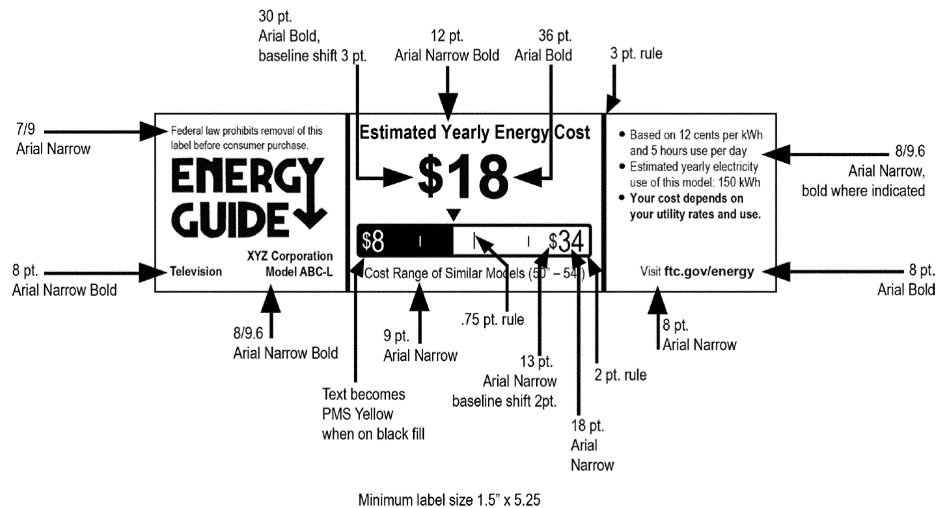 30 pt.
Arial Bold,
baseline shift 3 pt.
12 pt.
Arial Narrow Bold
36 pt.
Arial Bold
3 pt. rule
7/9
Arial Narrow
Federal law prohibits removal of this
label before consumer purchase.
ENERGY
GUIDE
Estimated Yearly Energy Cost
$18
Based on 12 cents per kWh
and 5 hours use per day
Estimated yearly electricity
use of this model: 150 kWh
Your cost depends on
your utility rates and use.
8/9.6
Arial Narrow,
bold where indicated
$8
$34
XYZ Corporation
Television Model ABC-L
Cost Range of Similar Models (50" – 54")
Visit ftc.gov/energy
8 pt.
Arial Narrow Bold
8 pt.
Arial Bold
8/9.6
Arial Narrow Bold
9 pt.
Arial Narrow
.75 pt. rule
8 pt.
Arial Narrow
13 pt.
Arial Narrow
baseline shift 2pt.
2 pt. rule
Text becomes
PMS Yellow
when on black fill
18 pt.
Arial
Narrow
Minimum label size 1.5” x 5.25